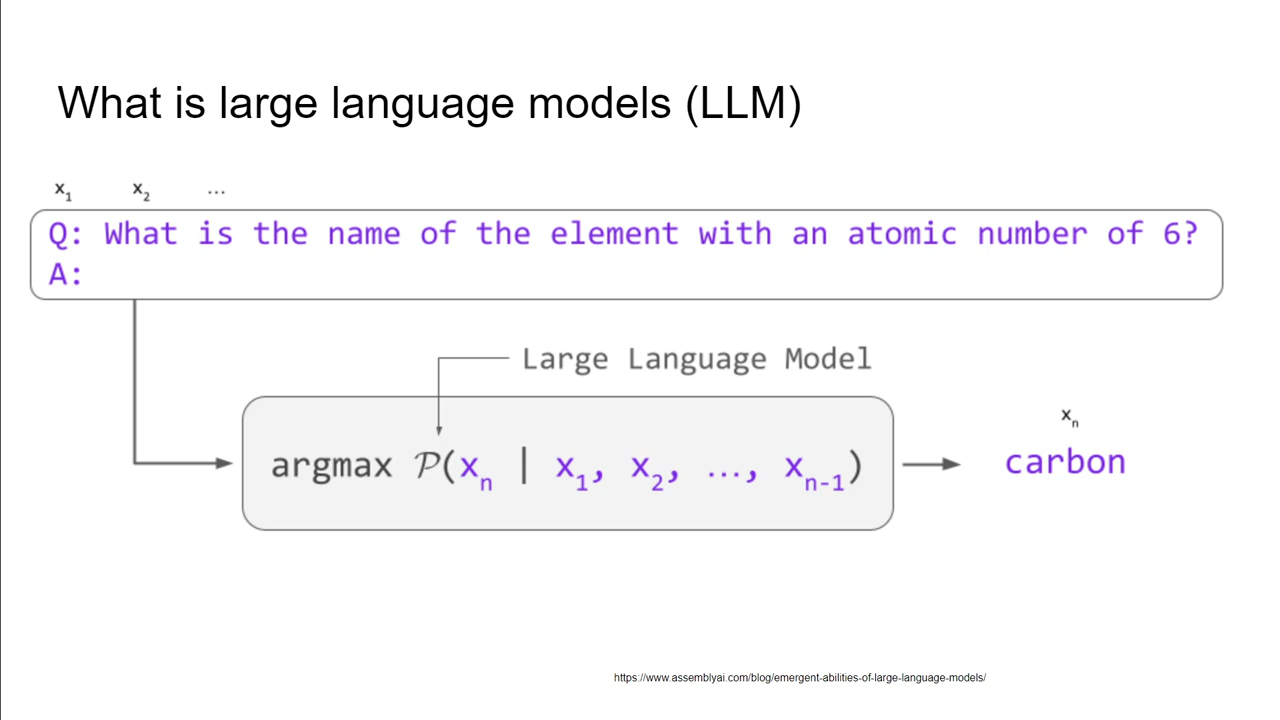 What is large language models (LLM)
x1 x2 ...
Q: What is the name of the element with an atomic number of 6?
A:
Large Language Model
argmax P(xn | x1, x2, ..., xn-1)
xn
carbon
https://www.assemblyai.com/blog/emergent-abilities-of-large-language-models/